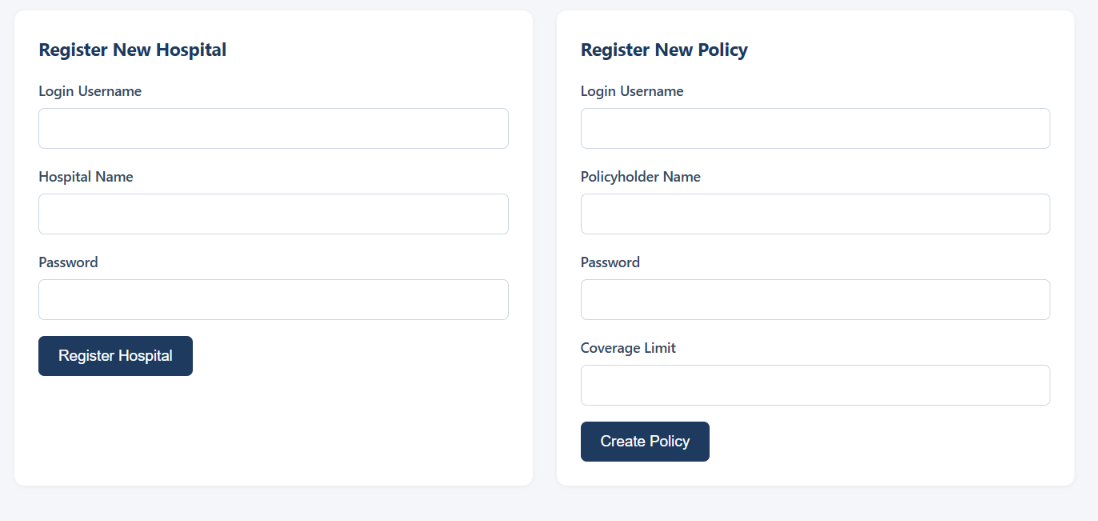 Register New Hospital
Login Username
Hospital Name
Password
Register Hospital
Register New Policy
Login Username
Policyholder Name
Password
Coverage Limit
Create Policy